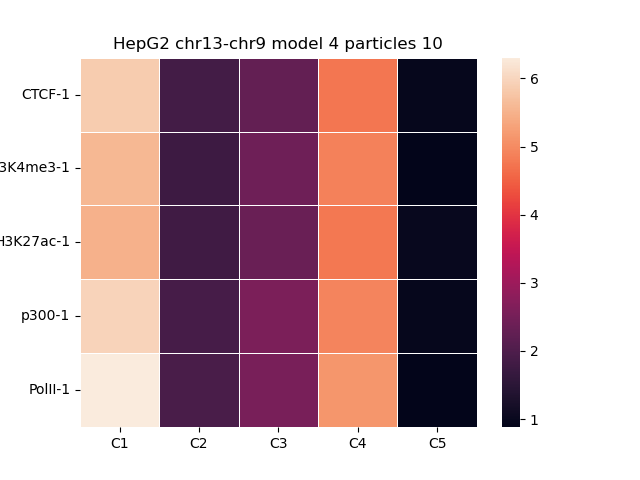 HepG2 chr13-chr9 model 4 particles 10
CTCF-1
3K4me3-1
H3K27ac-1
p300-1
PolII-1
C1 C2 C3 C4 C5
6
5
4
3
2
1